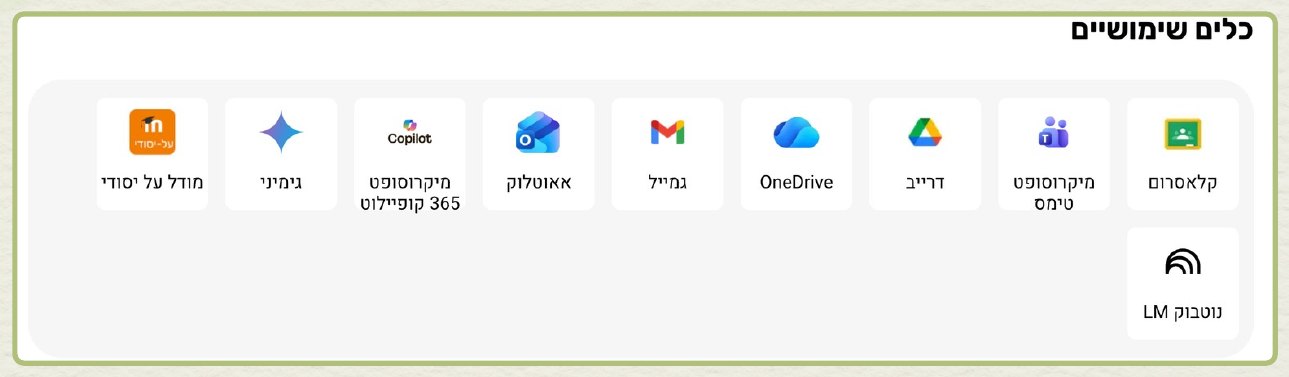 כלים שימושיים
קלאסרום
מיקרוסופט
טימס
דרייב
OneDrive
גמייל
אאוטלוק
Copilot
מיקרוסופט
365 קופיילוט
גימיני
על-יסודי
מודל על יסודי
נוטבוק LM